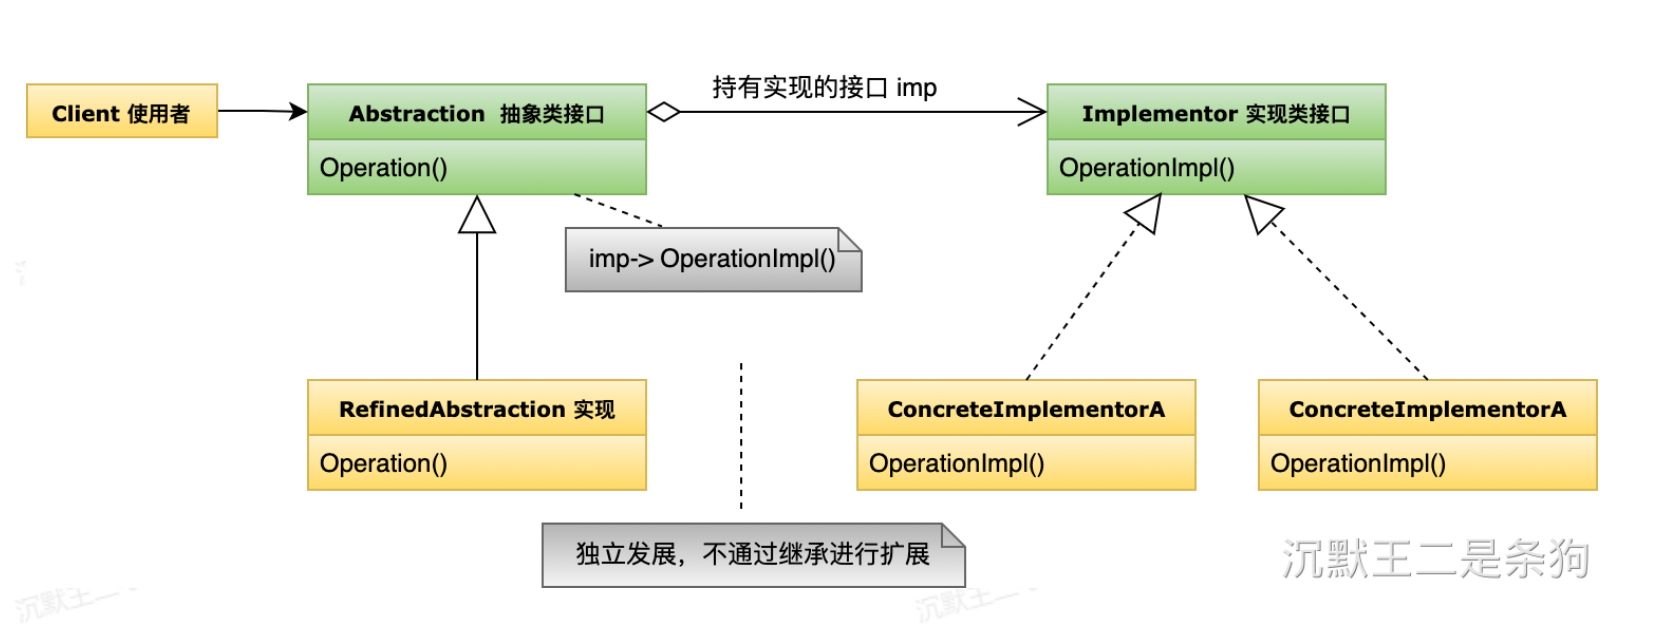 持有实现的接口 imp
Client 使用者
Abstraction 抽象类接口
Implementor 实现类接口
Operation()
OperationImpl()
imp-> OperationImpl()
RefinedAbstraction 实现
ConcreteImplementorA
ConcreteImplementorA
Operation()
OperationImpl()
OperationImpl()
独立发展，不通过继承进行扩展
沉默王二是条狗
沉默王二
沉默王二